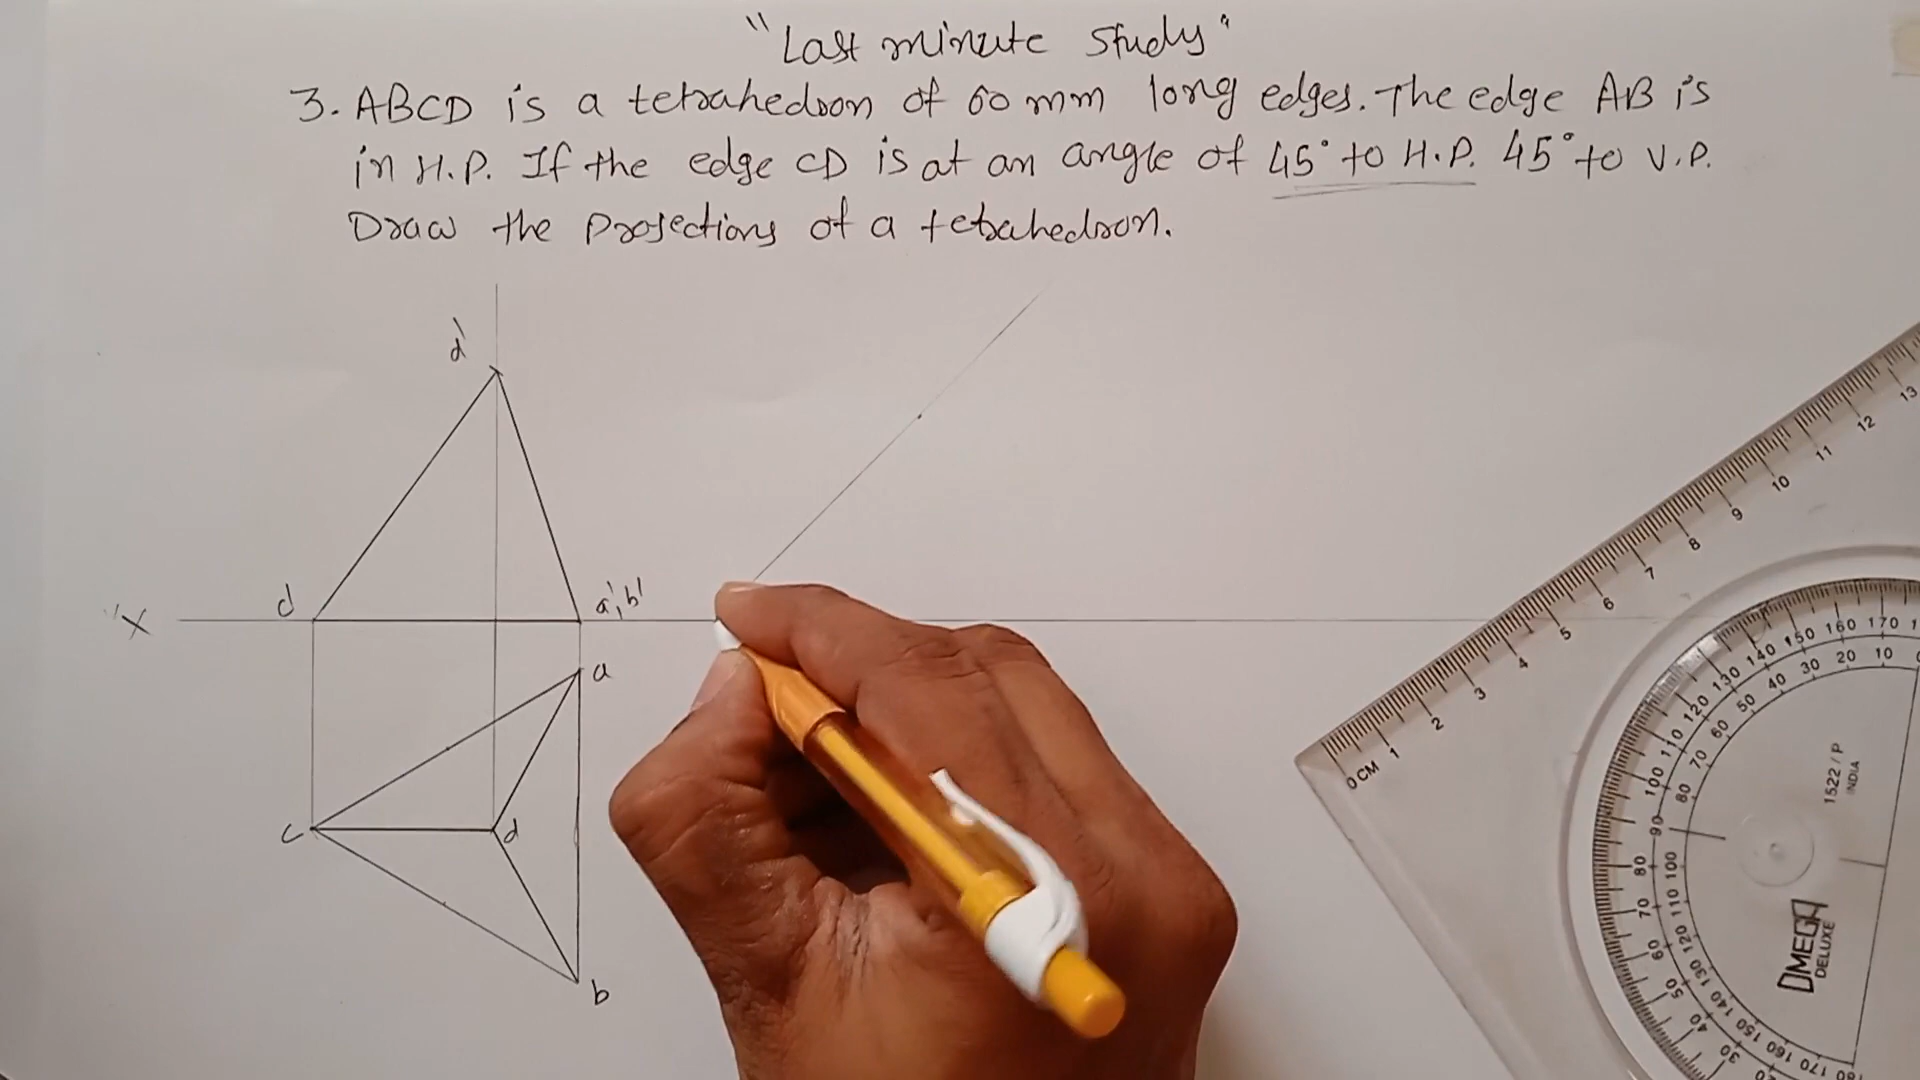 "Last minute study"
3. ABCD is a tetrahedron of 60 mm long edges. The edge AB is
in H.P. If the edge CD is at an angle of 45° to H.P. 45° to V.P.
Draw the projections of a tetrahedron.
d'
d
a', b'
X
a
c
d
b
0 CM 1 2 3 4 5 6 7 8 9 10 11 12 13
OMEGA
DELUXE
1522 / P
INDIA